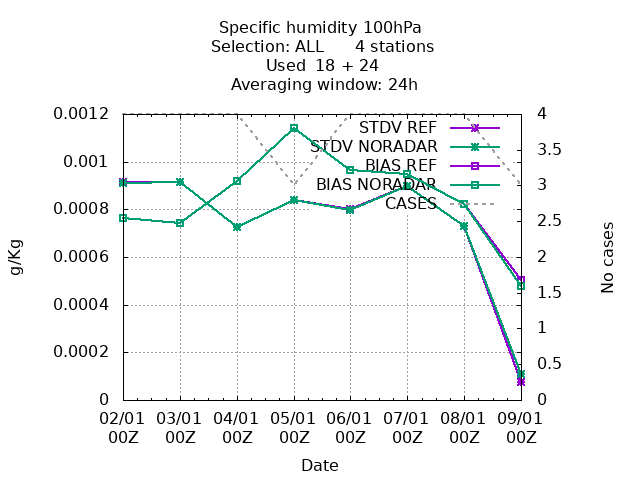 Specific humidity 100hPa
Selection: ALL 4 stations
Used 18 + 24
Averaging window: 24h
g/Kg
0.0012
0.001
0.0008
0.0006
0.0004
0.0002
0
STDV REF
STDV NORADAR
BIAS REF
BIAS NORADAR
CASES
4
3.5
3
2.5
2
1.5
1
0.5
0
No cases
02/01 03/01 04/01 05/01 06/01 07/01 08/01 09/01
00Z 00Z 00Z 00Z 00Z 00Z 00Z 00Z
Date